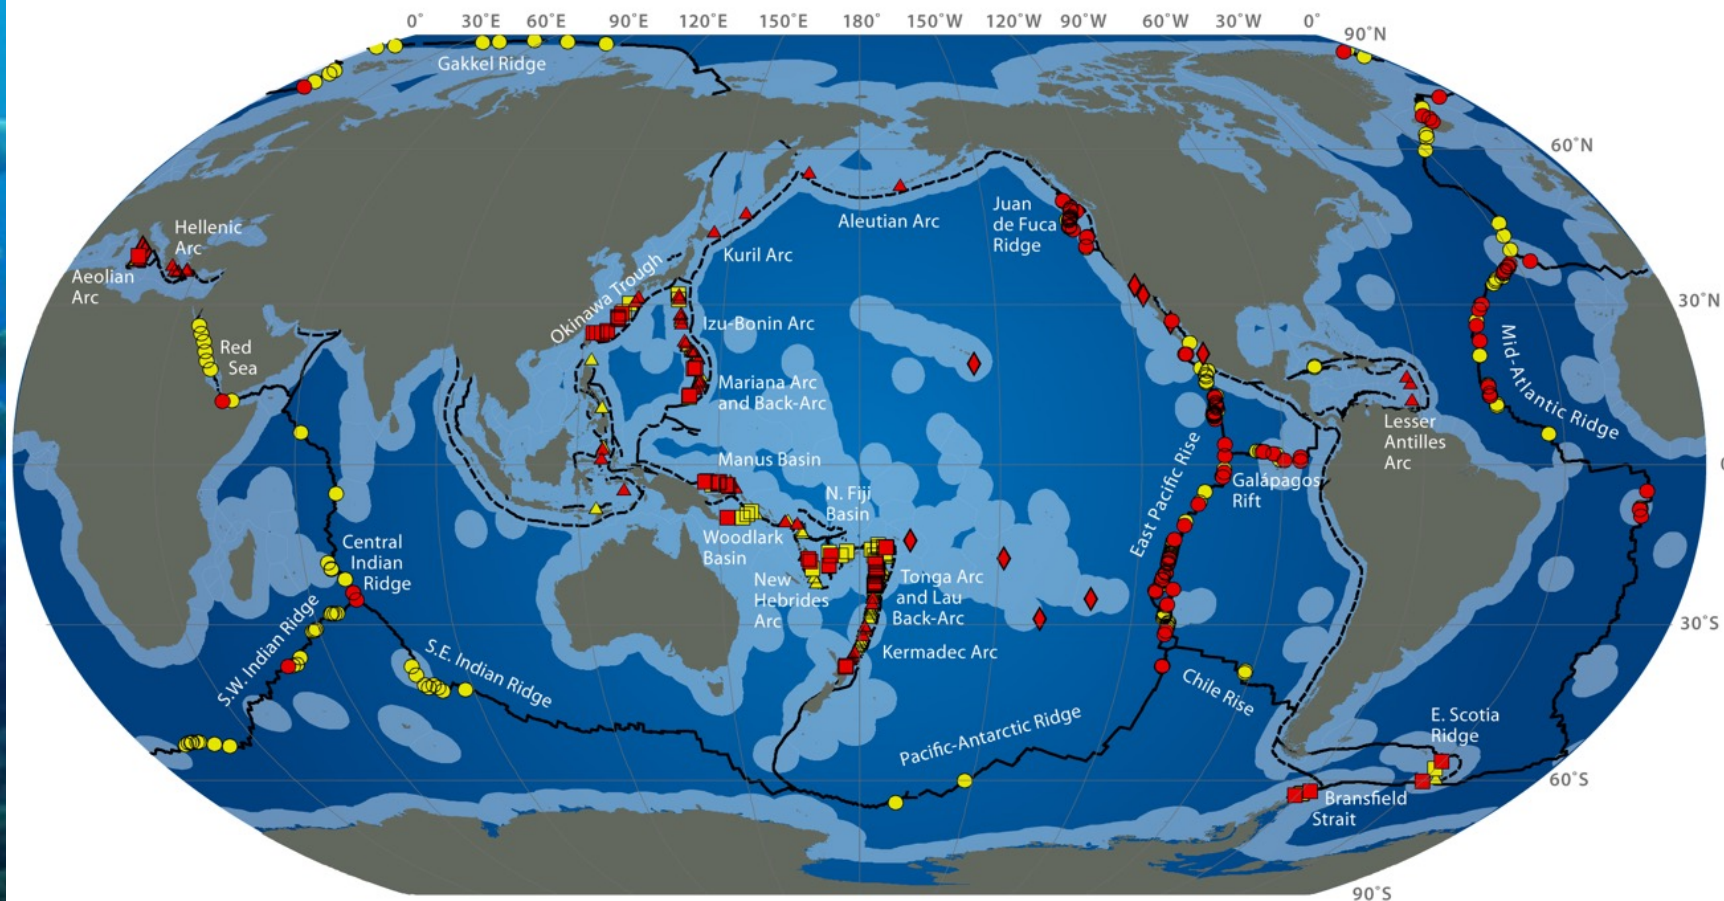 0° 30°E 60°E 90°E 120°E 150°E 180° 150°W 120°W 90°W 60°W 30°W 0°
90°N
Gakkel Ridge
60°N
Hellenic
Arc
Aeolian
Arc
Aleutian Arc
Juan
de Fuca
Ridge
Kuril Arc
Okinawa Trough
30°N
Izu-Bonin Arc
Red
Sea
Mid-Atlantic Ridge
Mariana Arc
and Back-Arc
Lesser
Antilles
Arc
Manus Basin
0
Galápagos
Rift
East Pacific Rise
N. Fiji
Basin
Woodlark
Basin
Central
Indian
Ridge
New
Hebrides
Arc
Tonga Arc
and Lau
Back-Arc
30°S
S.W. Indian Ridge
S.E. Indian Ridge
Kermadec Arc
Chile Rise
E. Scotia
Ridge
Pacific-Antarctic Ridge
60°S
Bransfield
Strait
90°S